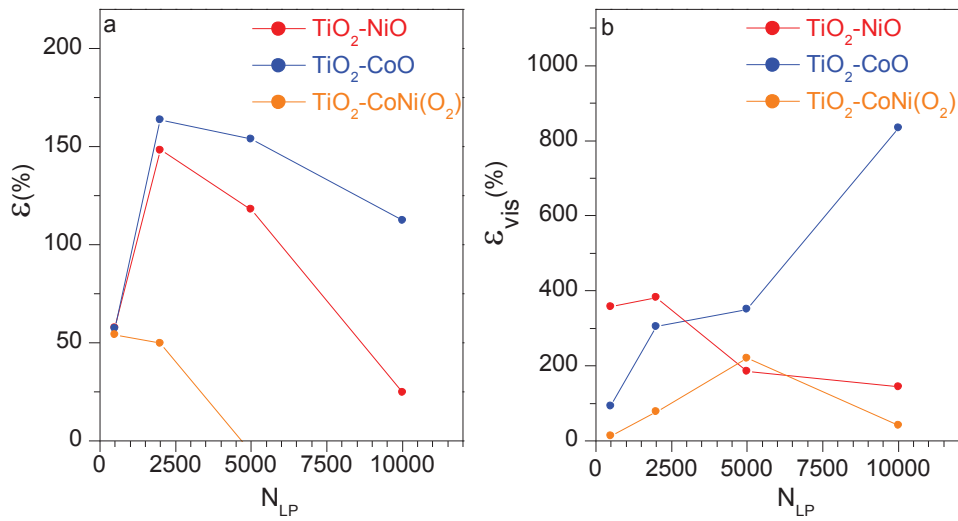 a
TiO2-NiO
TiO2-CoO
TiO2-CoNi(O2)
200
150
100
50
0
ε(%)
0 2500 5000 7500 10000
NLP
b
TiO2-NiO
TiO2-CoO
TiO2-CoNi(O2)
1000
800
600
400
200
0
εvis(%)
0 2500 5000 7500 10000
NLP